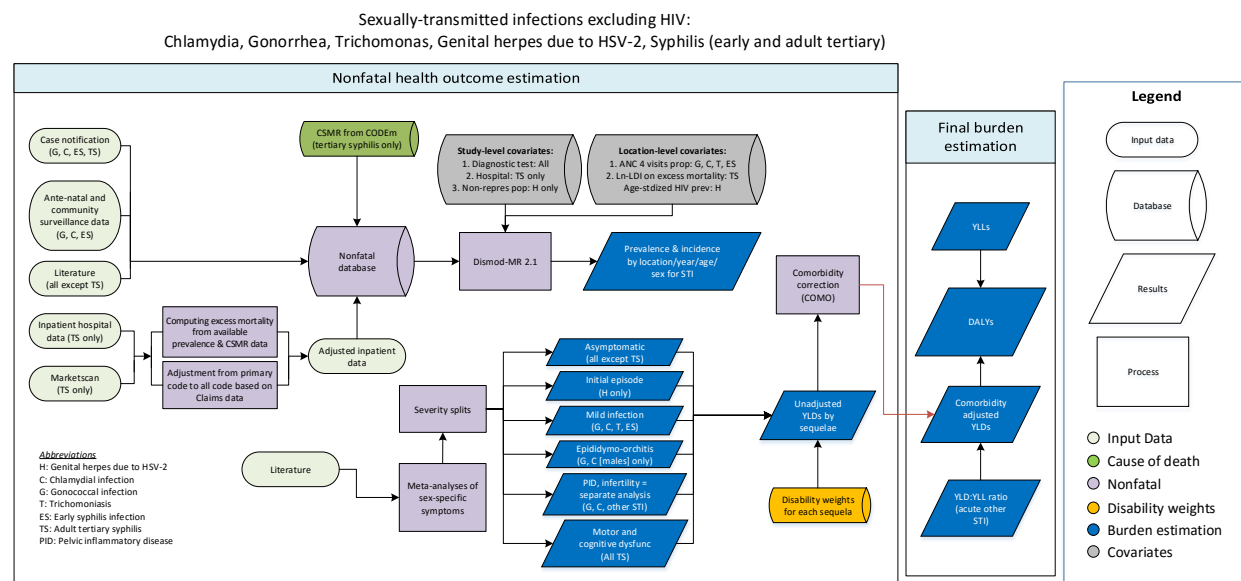 Sexually-transmitted infections excluding HIV:
Chlamydia, Gonorrhea, Trichomonas, Genital herpes due to HSV-2, Syphilis (early and adult tertiary)
Nonfatal health outcome estimation
Case notification
(G, C, ES, TS)
Ante-natal and
community
surveillance data
(G, C, ES)
Literature
(all except TS)
Inpatient hospital
data (TS only)
Marketscan
(TS only)
Computing excess mortality
from available
prevalence & CSMR data
Adjustment from primary
code to all code based on
Claims data
Adjusted inpatient
data
CSMR from CODEm
(tertiary syphilis only)
Nonfatal
database
Study-level covariates:
1. Diagnostic test: All
2. Hospital: TS only
3. Non-repres pop: H only
Location-level covariates:
1. ANC 4 visits prop: G, C, T, ES
2. Ln-LDI on excess mortality: TS
Age-stdized HIV prev: H
Dismod-MR 2.1
Prevalence & incidence
by location/year/age/
sex for STI
Literature
Meta-analyses of
sex-specific
symptoms
Severity splits
Asymptomatic
(all except TS)
Initial episode
(H only)
Mild infection
(G, C, T, ES)
Epididymo-orchitis
(G, C [males] only)
PID, infertility =
separate analysis
(G, C, other STI)
Motor and
cognitive dysfunc
(All TS)
Comorbidity
correction
(COMO)
Unadjusted
YLDs by
sequelae
Disability weights
for each sequela
Abbreviations
H: Genital herpes due to HSV-2
C: Chlamydial infection
G: Gonococcal infection
T: Trichomoniasis
ES: Early syphilis infection
TS: Adult tertiary syphilis
PID: Pelvic inflammatory disease
Final burden
estimation
YLLs
DALYs
Comorbidity
adjusted
YLDs
YLD:YLL ratio
(acute other
STI)
Legend
Input data
Database
Results
Process
Input Data
Cause of death
Nonfatal
Disability weights
Burden estimation
Covariates